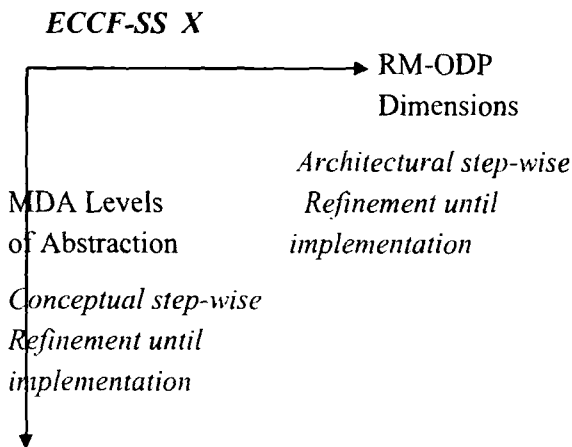 ECCF-SS X
RM-ODP
Dimensions
Architectural step-wise
Refinement until
implementation
MDA Levels
of Abstraction
Conceptual step-wise
Refinement until
implementation